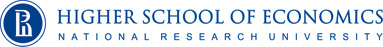 HIGHER SCHOOL OF ECONOMICS
NATIONAL RESEARCH UNIVERSITY